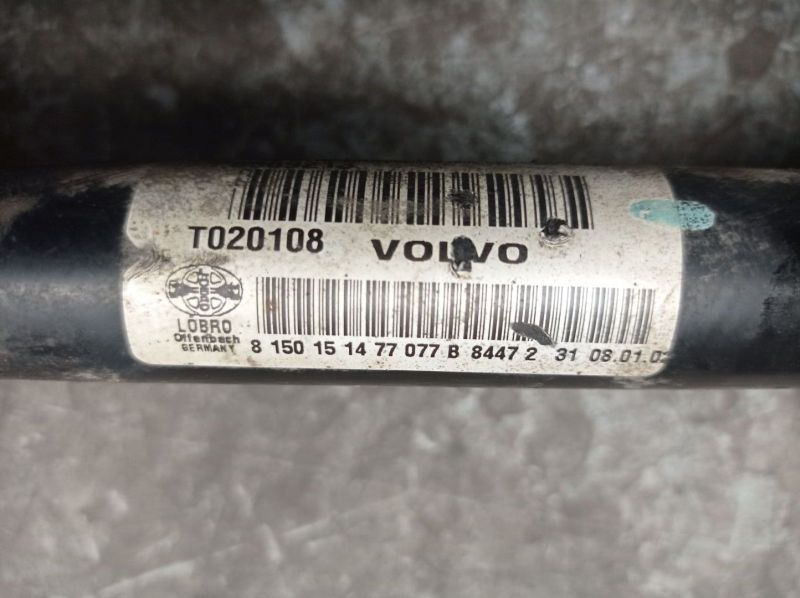 T020108 VOLVO
LÖBRO
Offenbach
GERMANY
8 150 15 14 77 077 B 8447 2 31 08.01.0